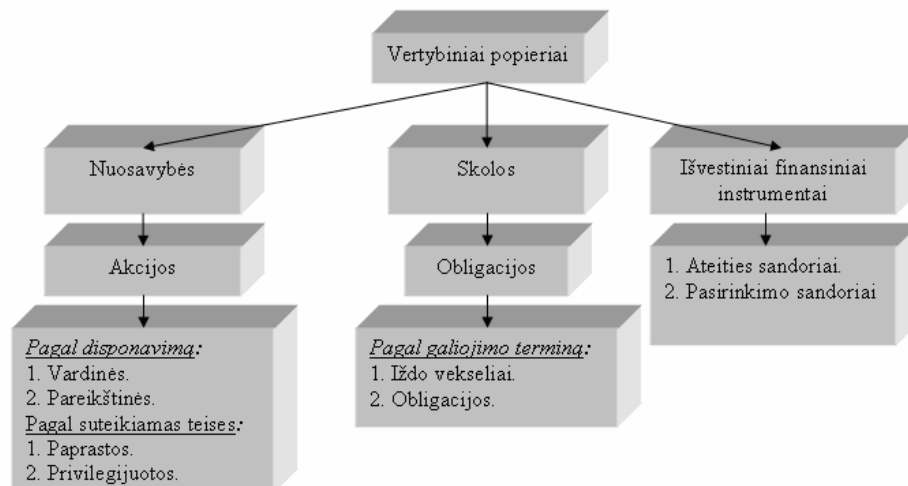 Vertybiniai popieriai
Nuosavybės
Skolos
Išvestiniai finansiniai
instrumentai
Akcijos
Obligacijos
1. Ateities sandoriai.
2. Pasirinkimo sandoriai
Pagal disponavimą:
1. Vardinės.
2. Pareikštinės.
Pagal suteikiamas teises:
1. Paprastos.
2. Privilegijuotos.
Pagal galiojimo terminą:
1. Iždo vekseliai.
2. Obligacijos.